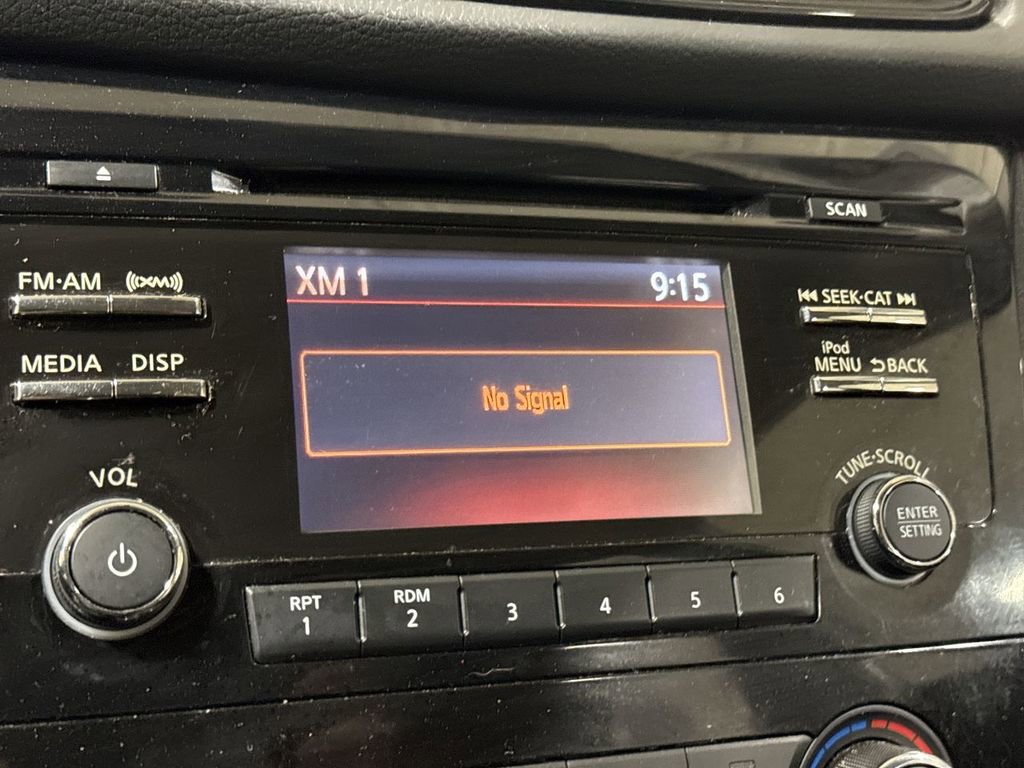 SCAN
FM·AM
((XM))
XM 1
9:15
SEEK·CAT
MEDIA
DISP
iPod
MENU
BACK
No Signal
VOL
TUNE·SCROLL
ENTER
SETTING
RPT
1
RDM
2
3
4
5
6